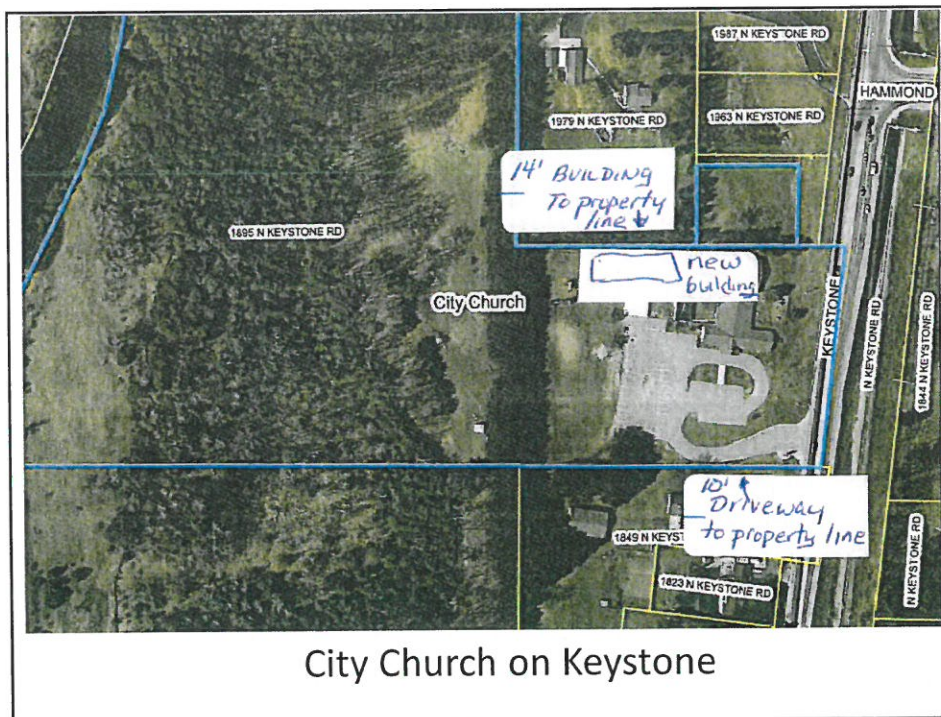 1987 N KEYSTONE RD
HAMMOND
1979 N KEYSTONE RD
1963 N KEYSTONE RD
14' BUILDING
To property
line
1895 N KEYSTONE RD
new
building
City Church
KEYSTONE
N KEYSTONE RD
1844 N KEYSTONE RD
10'
Driveway
to property line
1849 N KEYST
1823 N KEYSTONE RD
N KEYSTONE RD
City Church on Keystone